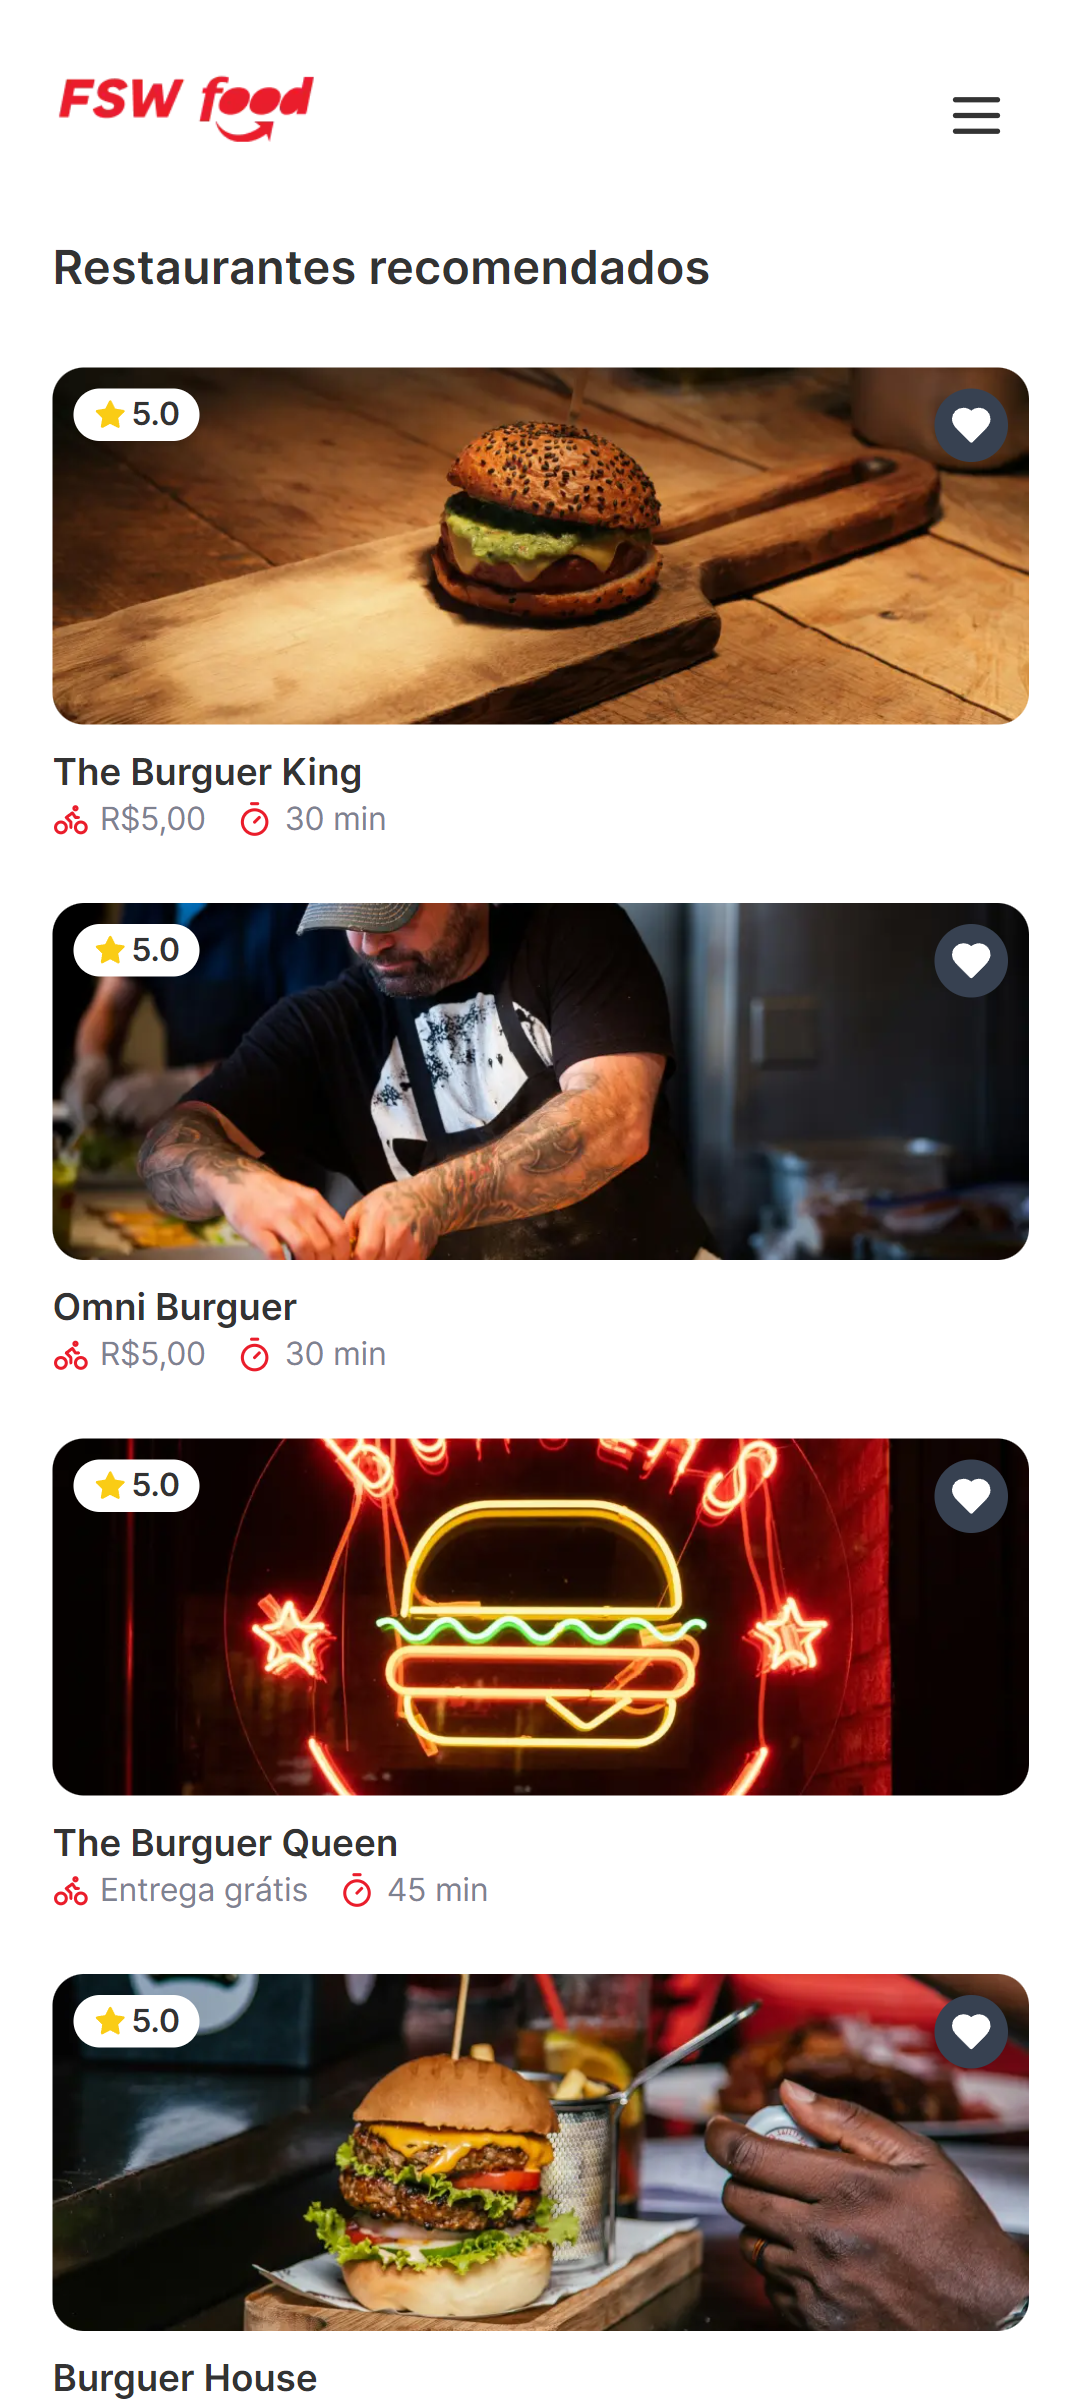 FSW food
Restaurantes recomendados
5.0
The Burguer King
R$5,00 30 min
5.0
Omni Burguer
R$5,00 30 min
5.0
The Burguer Queen
Entrega grátis 45 min
5.0
Burguer House